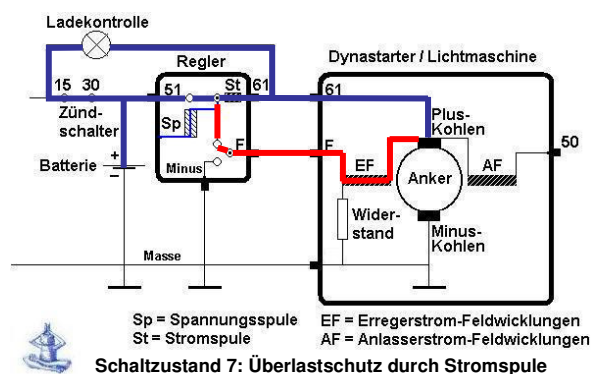 Ladekontrolle
Regler
Dynastarter / Lichtmaschine
15 30
51
St
61
61
Zünd-
schalter
Sp
Plus-
Kohlen
50
Batterie
+
−
F
F
EF
AF
Minus
Anker
Wider-
stand
Minus-
Kohlen
Masse
Sp = Spannungsspule
St = Stromspule
EF = Erregerstrom-Feldwicklungen
AF = Anlasserstrom-Feldwicklungen
Schaltzustand 7: Überlastschutz durch Stromspule